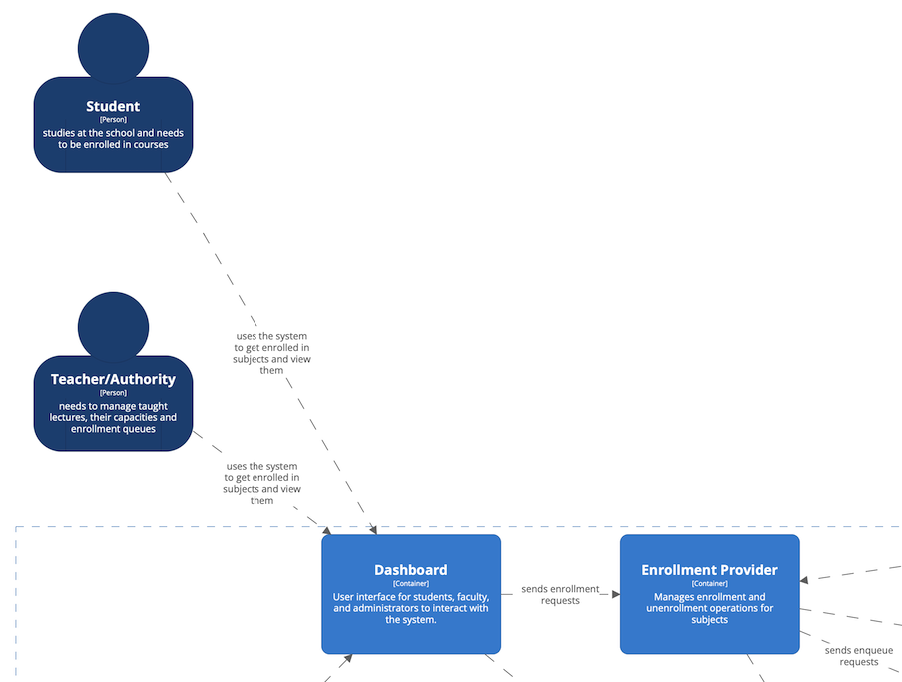 Student
[Person]
studies at the school and needs
to be enrolled in courses
uses the system
to get enrolled in
subjects and view
them
Teacher/Authority
[Person]
needs to manage taught
lectures, their capacities and
enrollment queues
uses the system
to get enrolled in
subjects and view
them
Dashboard
[Container]
User interface for students, faculty,
and administrators to interact with
the system.
sends enrollment
requests
Enrollment Provider
[Container]
Manages enrollment and
unenrollment operations for
subjects
sends enqueue
requests